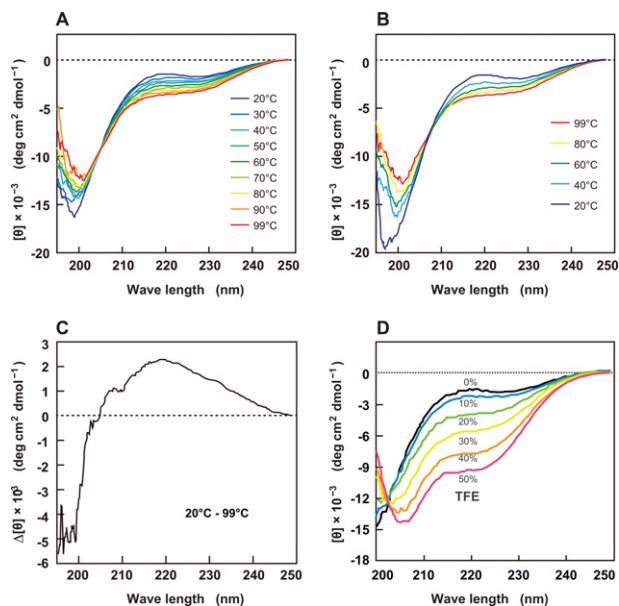 A
[θ] × 10⁻³ (deg cm² dmol⁻¹)
0
-5
-10
-15
-20
200 210 220 230 240 250
Wave length (nm)
20°C
30°C
40°C
50°C
60°C
70°C
80°C
90°C
99°C
B
[θ] × 10⁻³ (deg cm² dmol⁻¹)
0
-5
-10
-15
-20
200 210 220 230 240 250
Wave length (nm)
99°C
80°C
60°C
40°C
20°C
C
Δ[θ] × 10³ (deg cm² dmol⁻¹)
3
2
1
0
-1
-2
-3
-4
-5
-6
200 210 220 230 240 250
Wave length (nm)
20°C - 99°C
D
[θ] × 10⁻³ (deg cm² dmol⁻¹)
0
-3
-6
-9
-12
-15
-18
200 210 220 230 240 250
Wave length (nm)
0%
10%
20%
30%
40%
50%
TFE